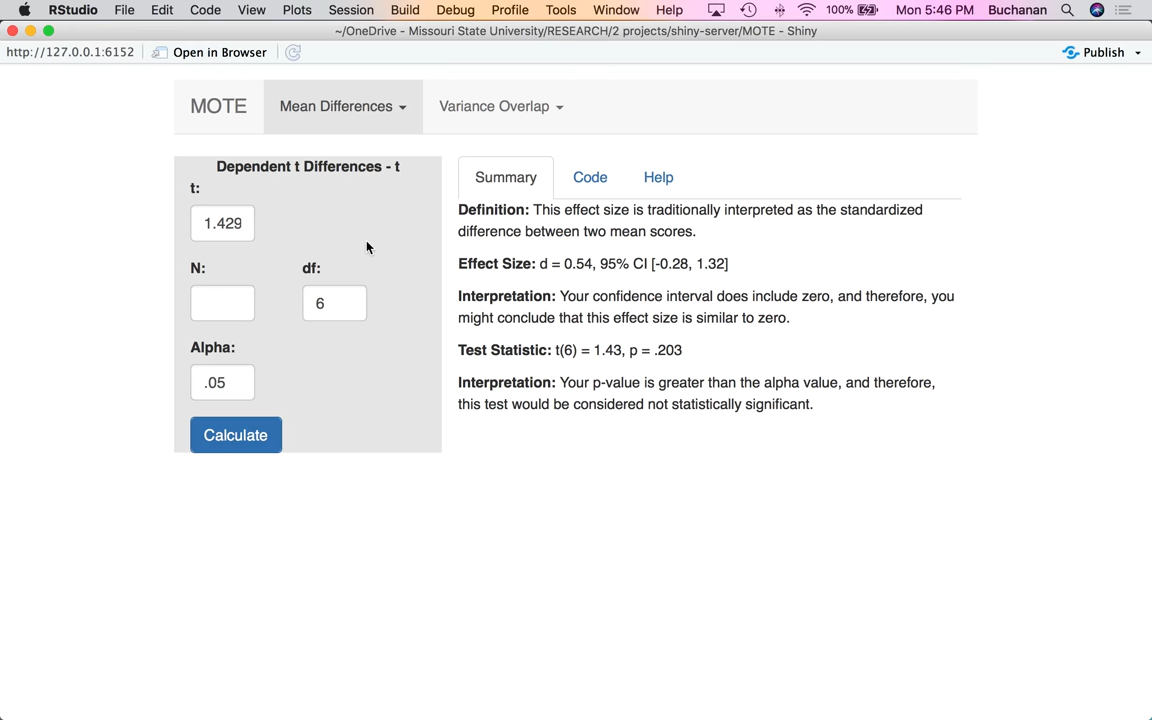 RStudio File Edit Code View Plots Session Build Debug Profile Tools Window Help 100% Mon 5:46 PM Buchanan
~/OneDrive - Missouri State University/RESEARCH/2 projects/shiny-server/MOTE - Shiny
http://127.0.0.1:6152 Open in Browser Publish
MOTE Mean Differences Variance Overlap
Dependent t Differences - t
t:
1.429
N: df:
6
Alpha:
.05
Calculate
Summary Code Help
Definition: This effect size is traditionally interpreted as the standardized
difference between two mean scores.
Effect Size: d = 0.54, 95% CI [-0.28, 1.32]
Interpretation: Your confidence interval does include zero, and therefore, you
might conclude that this effect size is similar to zero.
Test Statistic: t(6) = 1.43, p = .203
Interpretation: Your p-value is greater than the alpha value, and therefore,
this test would be considered not statistically significant.